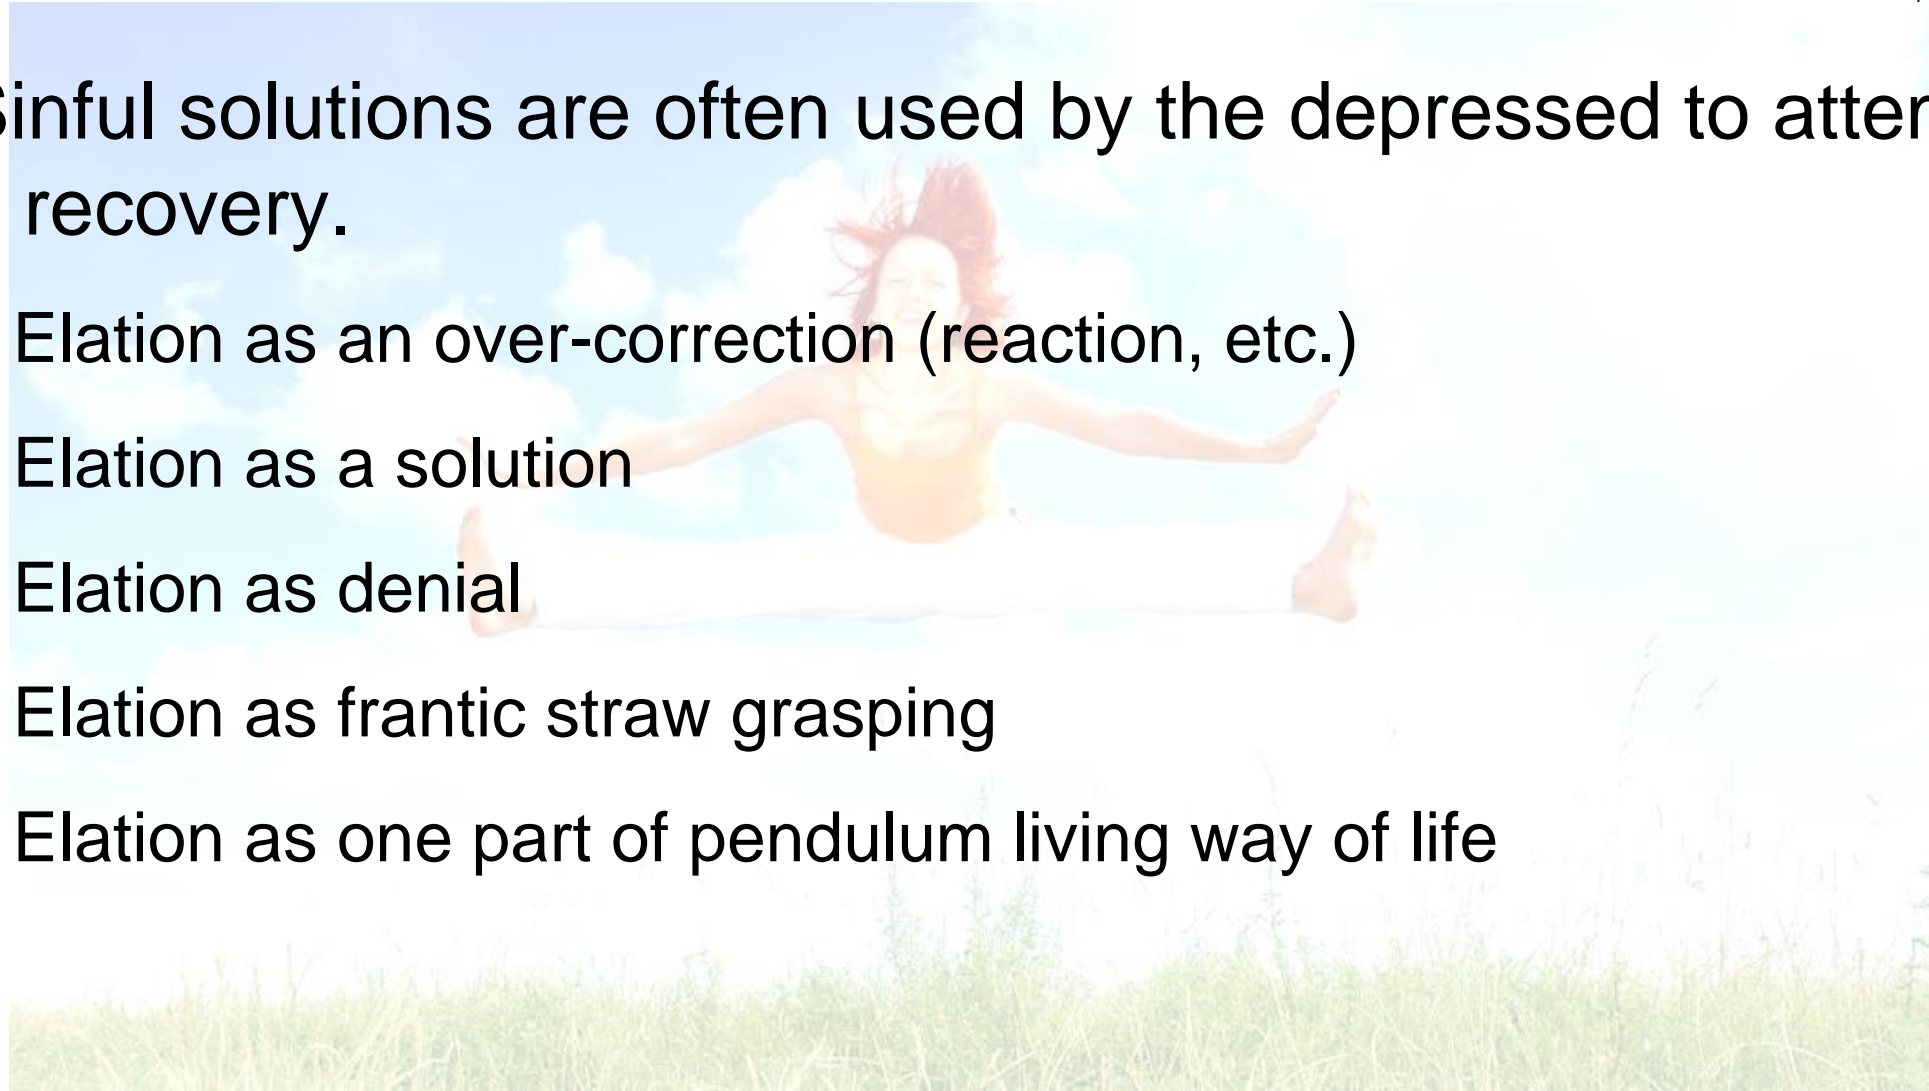 Sinful solutions are often used by the depressed to atter
recovery.
Elation as an over-correction (reaction, etc.)
Elation as a solution
Elation as denial
Elation as frantic straw grasping
Elation as one part of pendulum living way of life